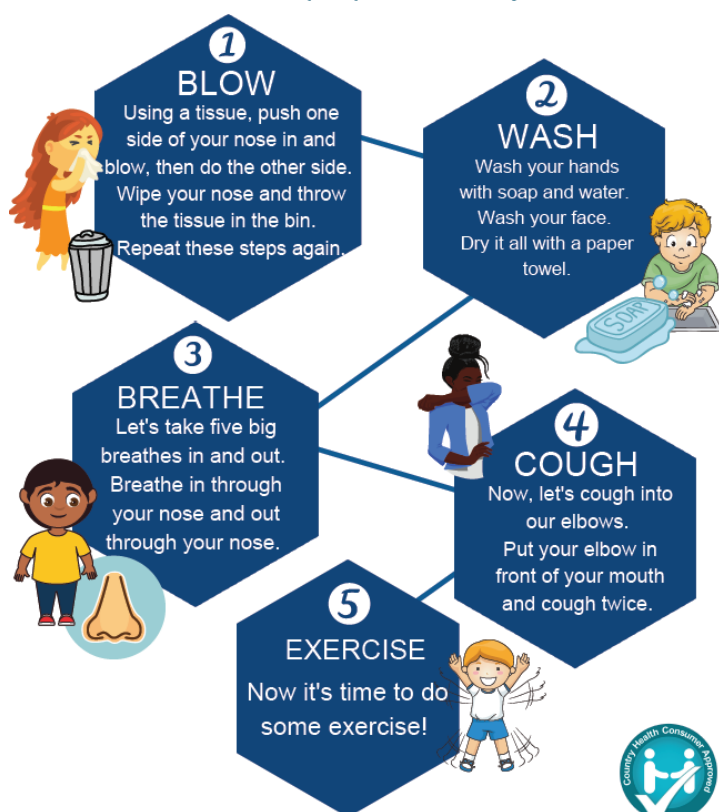 1
BLOW
Using a tissue, push one
side of your nose in and
blow, then do the other side.
Wipe your nose and throw
the tissue in the bin.
Repeat these steps again.
2
WASH
Wash your hands
with soap and water.
Wash your face.
Dry it all with a paper
towel.
SOAP
3
BREATHE
Let's take five big
breathes in and out.
Breathe in through
your nose and out
through your nose.
4
COUGH
Now, let's cough into
our elbows.
Put your elbow in
front of your mouth
and cough twice.
5
EXERCISE
Now it's time to do
some exercise!
Country Health Consumer Approved